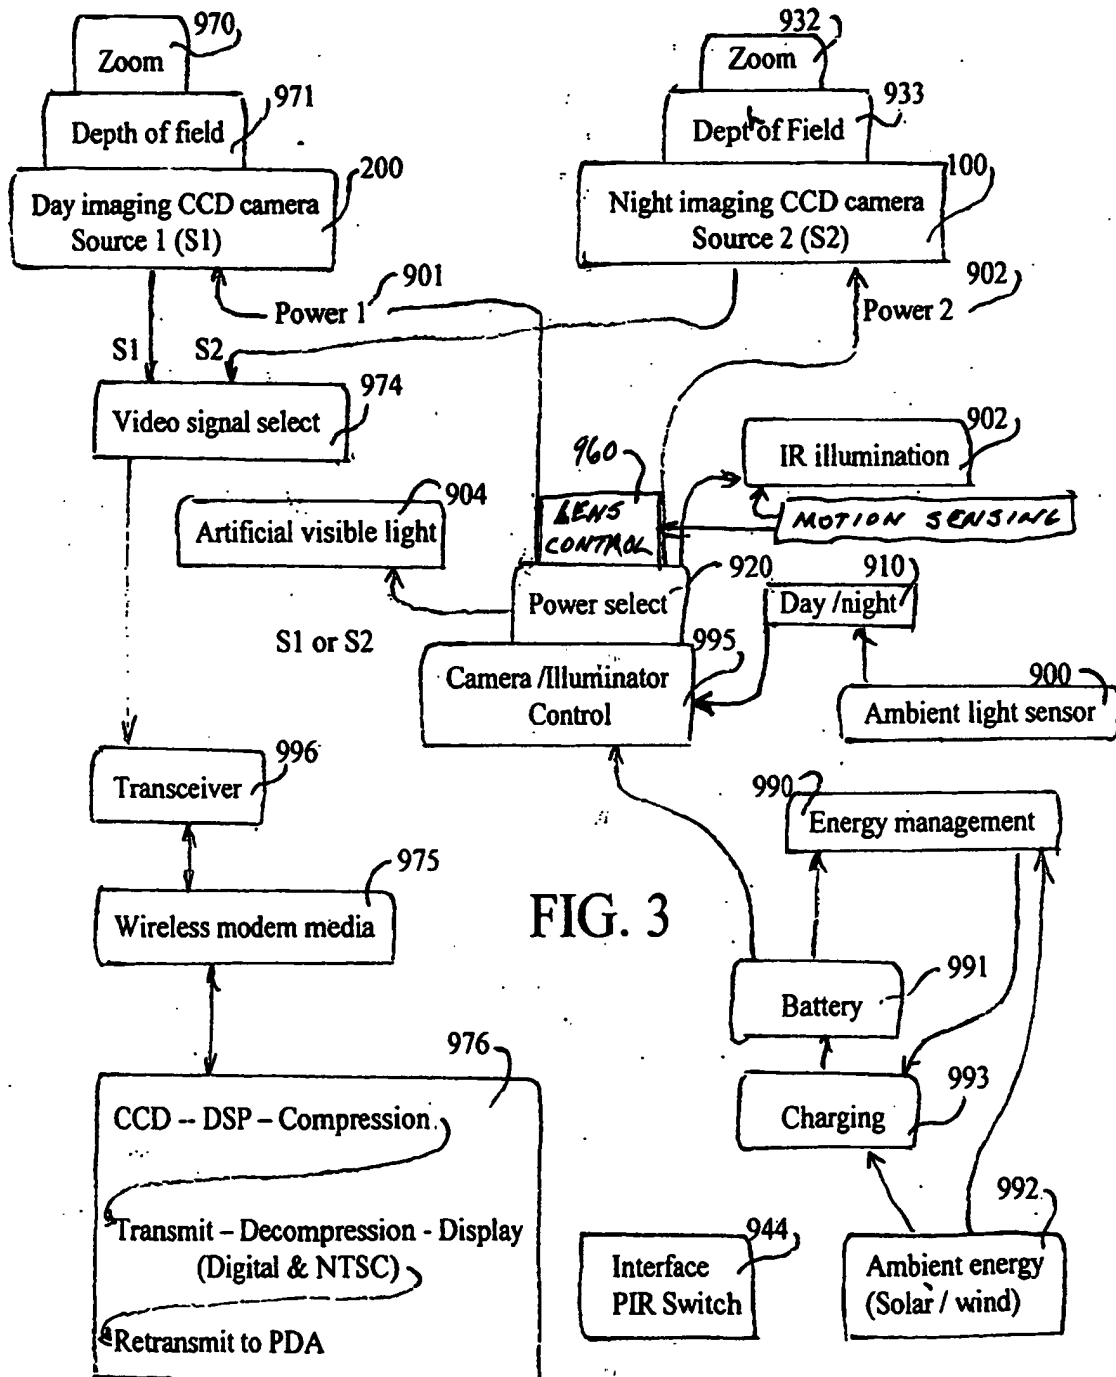 970
Zoom
971
Depth of field
200
Day imaging CCD camera
Source 1 (S1)
932
Zoom
933
Dept of Field
100
Night imaging CCD camera
Source 2 (S2)
901
Power 1
902
Power 2
S1
S2
974
Video signal select
902
IR illumination
960
LENS
CONTROL
MOTION SENSING
904
Artificial visible light
920
Power select
910
Day /night
S1 or S2
995
Camera /Illuminator
Control
900
Ambient light sensor
996
Transceiver
990
Energy management
975
Wireless modem media
FIG. 3
991
Battery
976
CCD -- DSP – Compression
993
Charging
Transmit – Decompression - Display
(Digital & NTSC)
Retransmit to PDA
944
Interface
PIR Switch
992
Ambient energy
(Solar / wind)